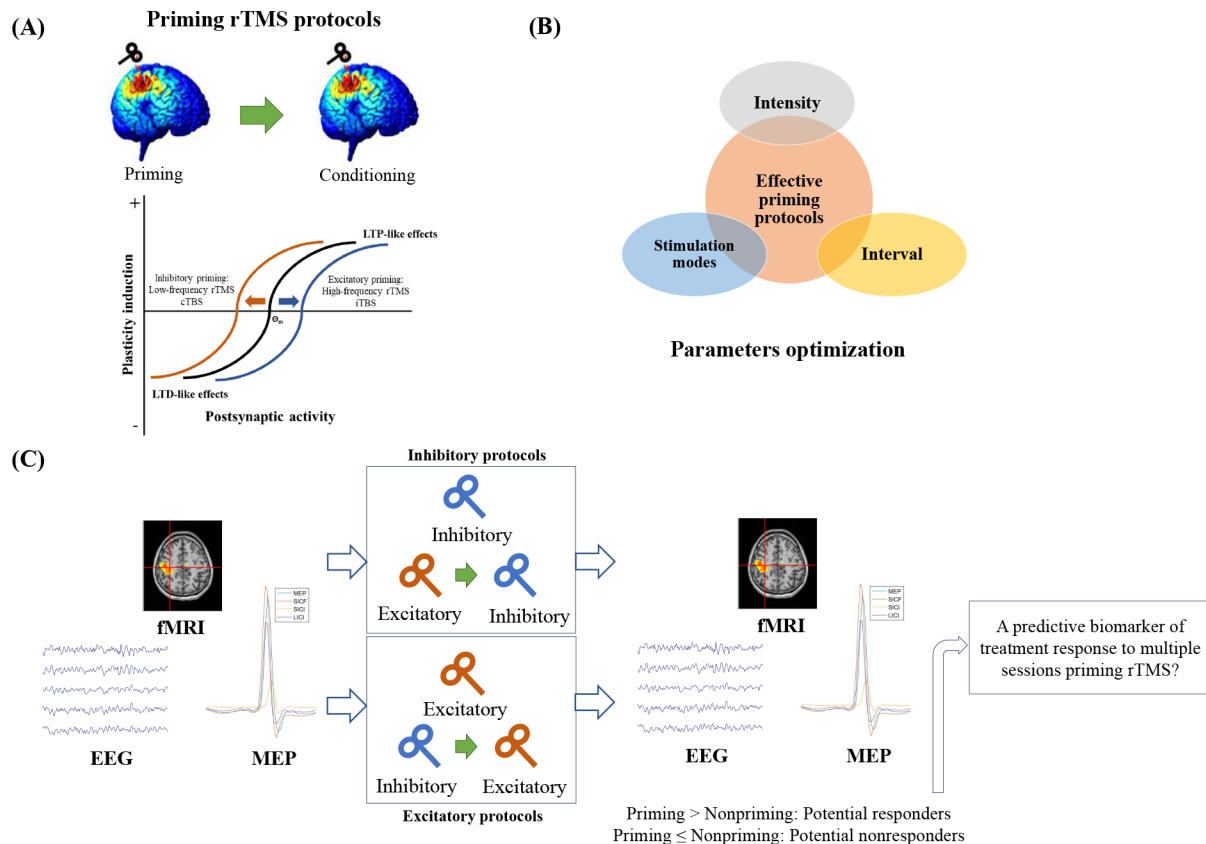 (A)
Priming rTMS protocols
Priming
Conditioning
+
Plasticity induction
-
LTP-like effects
Inhibitory priming:
Low-frequency rTMS
cTBS
Excitatory priming:
High-frequency rTMS
iTBS
Θm
LTD-like effects
Postsynaptic activity
(B)
Intensity
Effective
priming
protocols
Stimulation
modes
Interval
Parameters optimization
(C)
fMRI
EEG
MEP
SICF
SICI
LICI
MEP
Inhibitory protocols
Inhibitory
Excitatory
Inhibitory
Excitatory
Inhibitory
Excitatory
Excitatory protocols
fMRI
EEG
MEP
SICF
SICI
LICI
MEP
Priming > Nonpriming: Potential responders
Priming ≤ Nonpriming: Potential nonresponders
A predictive biomarker of
treatment response to multiple
sessions priming rTMS?